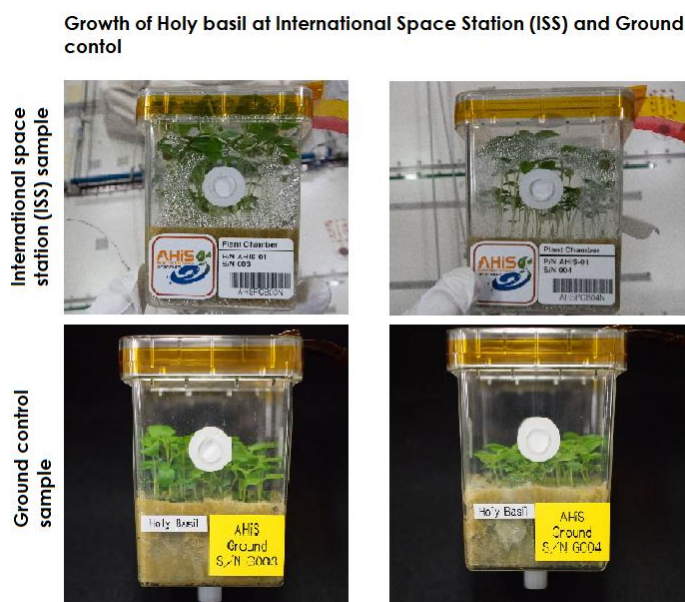 Growth of Holy basil at International Space Station (ISS) and Ground
contol
International space
station (ISS) sample
AHiS
Plant Chamber
P/N AHiS-01
S/N 003
AHiS
Plant Chamber
P/N AHiS-01
S/N 004
AHSPCB04N
Ground control
sample
Holy Basil
AHiS
Ground
S/N G003
Holy Basil
AHiS
Ground
S/N G004